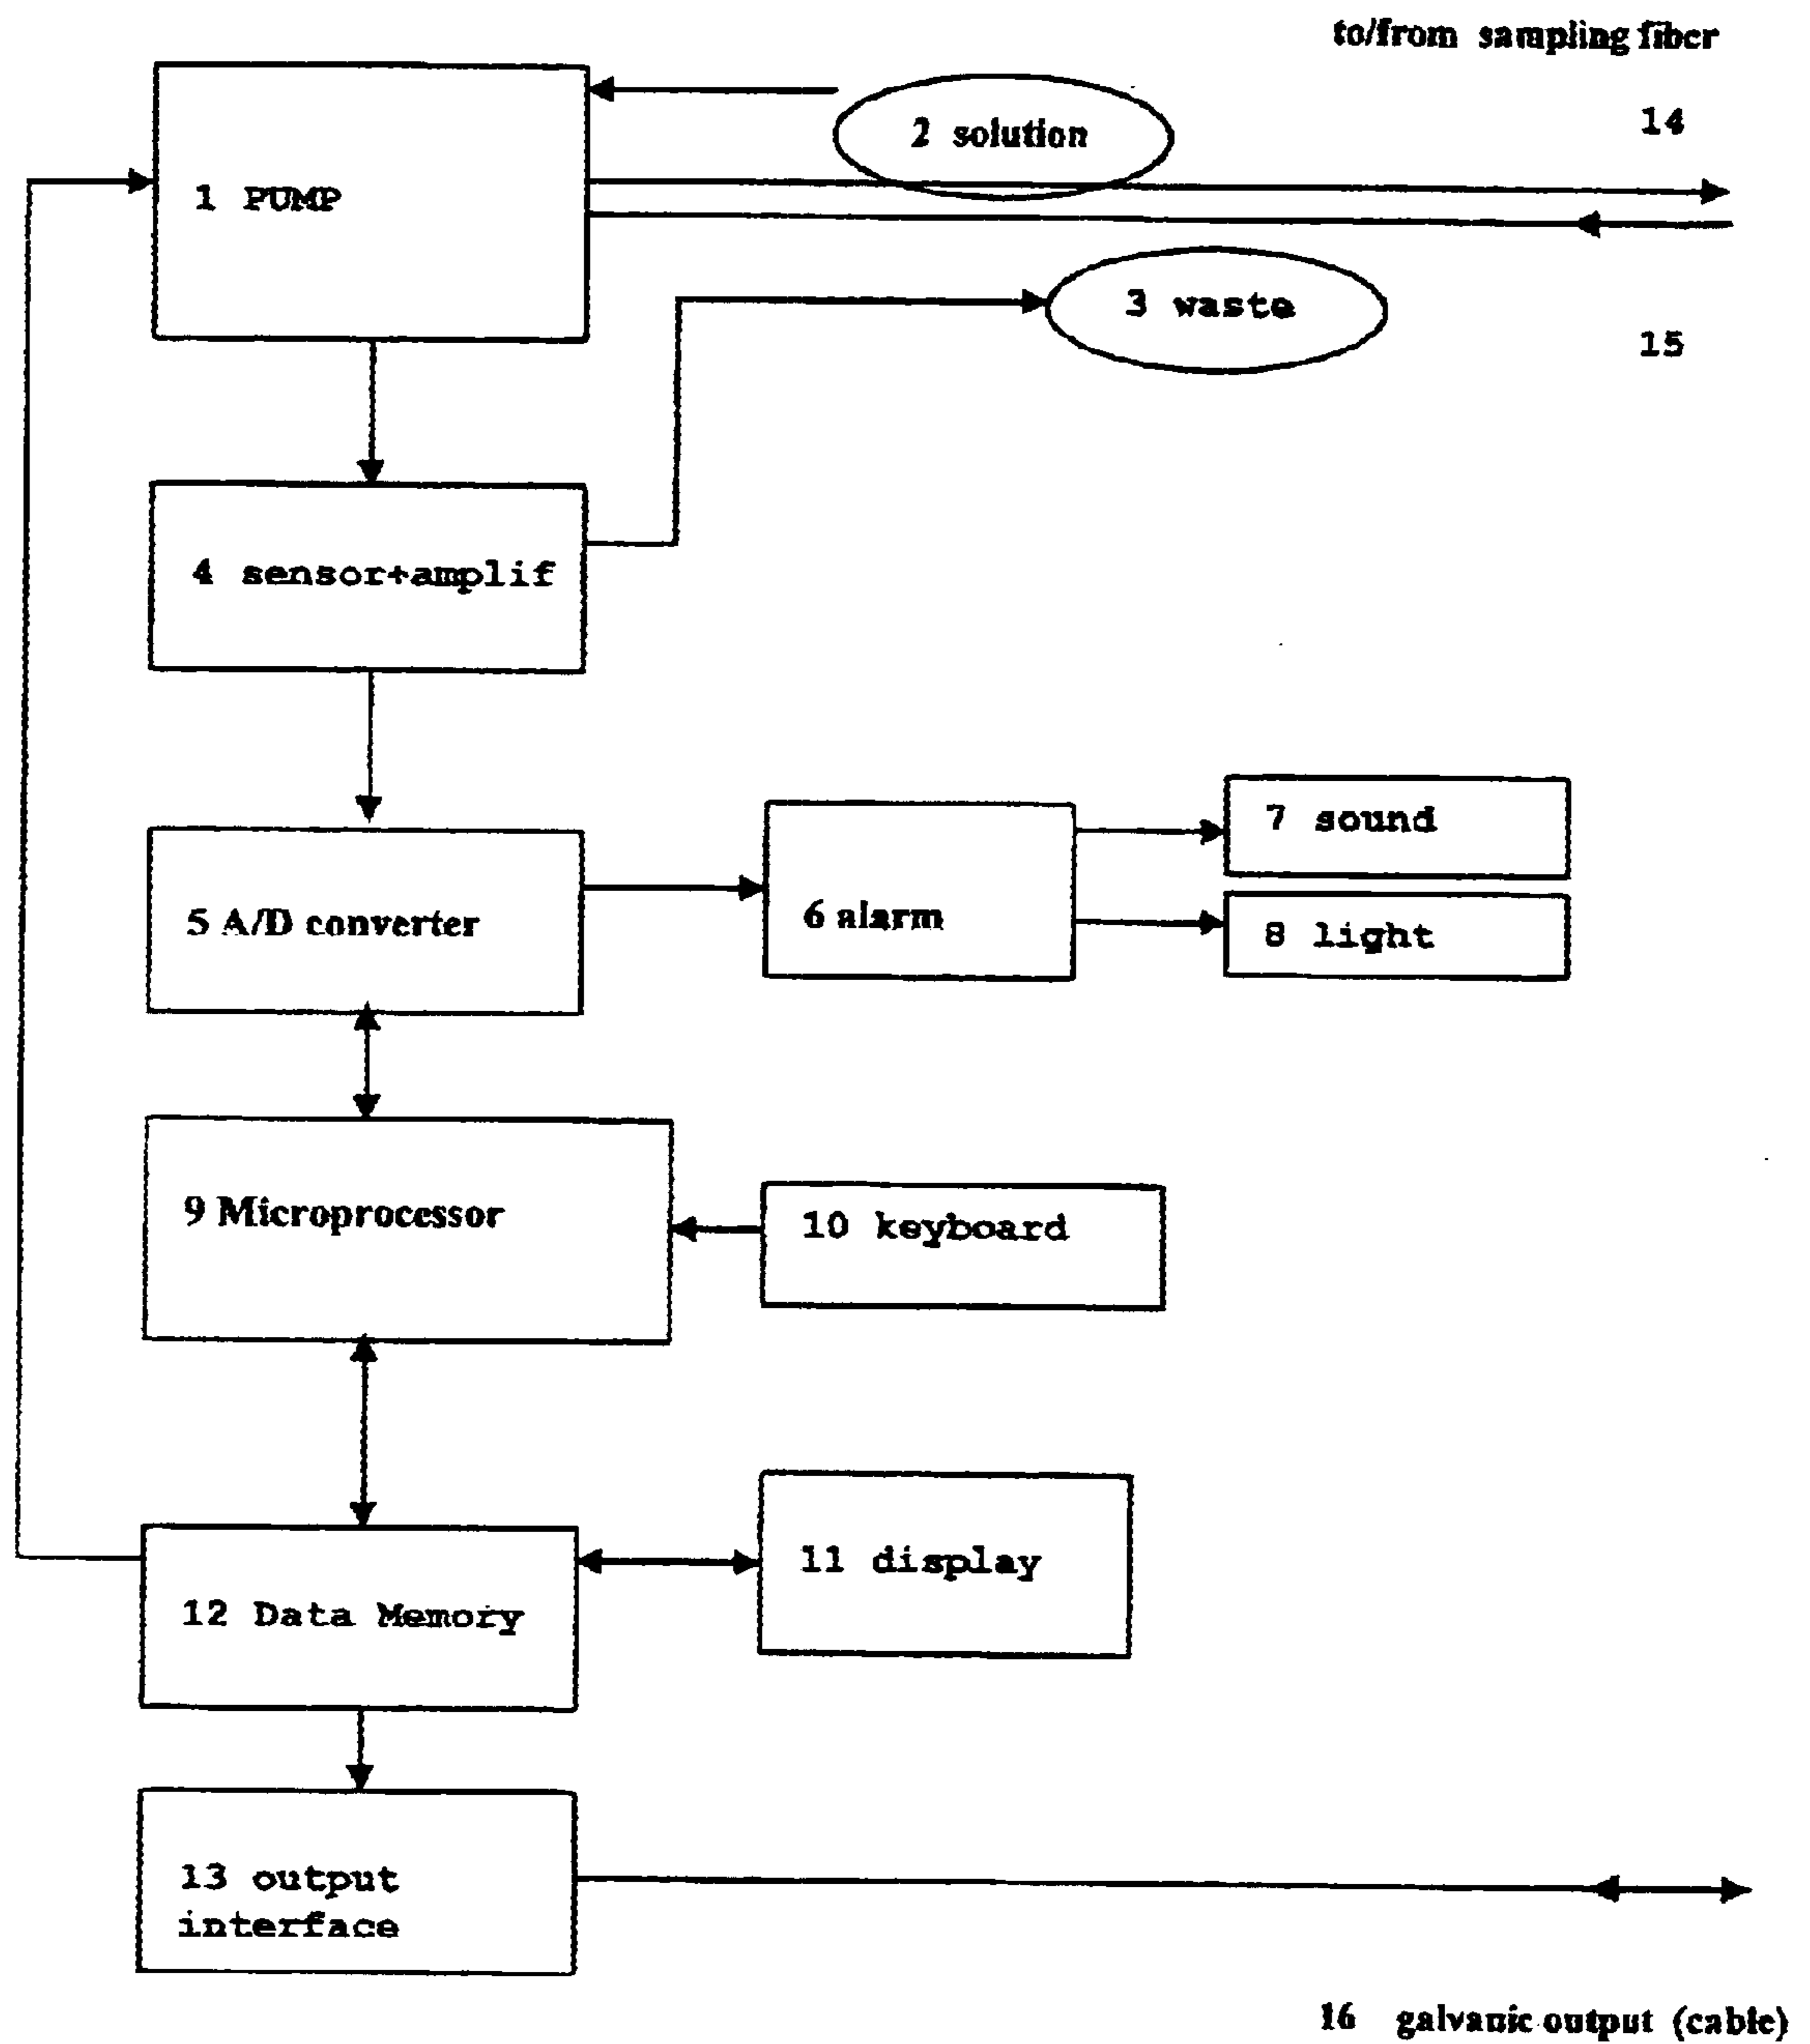 to/from sampling fiber
14
2 solution
1 PUMP
3 waste
15
4 sensor+amplif
7 sound
6 alarm
8 light
5 A/D converter
9 Microprocessor
10 keyboard
11 display
12 Data Memory
13 output
interface
16 galvanic output (cable)